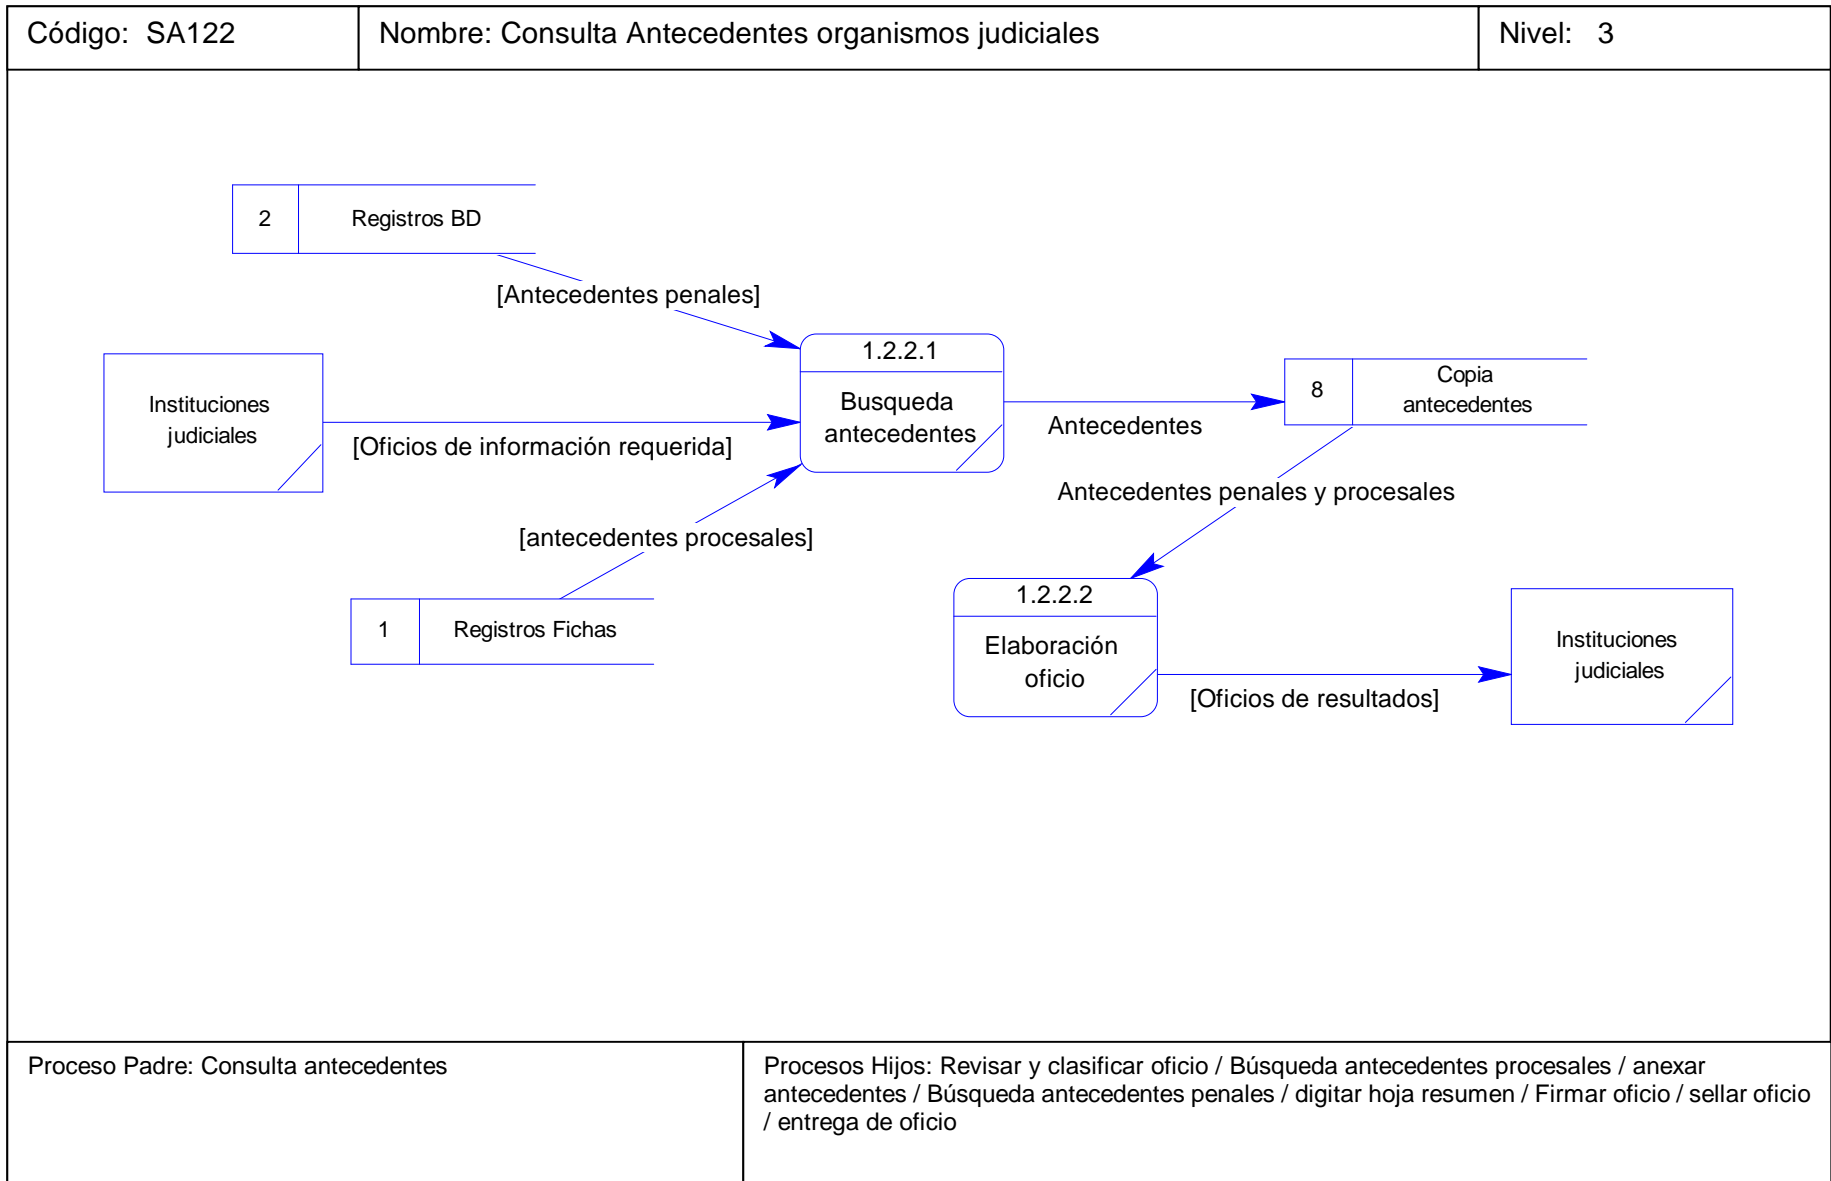 Código: SA122
Nombre: Consulta Antecedentes organismos judiciales
Nivel: 3
2
Registros BD
[Antecedentes penales]
1.2.2.1
Busqueda
antecedentes
Instituciones
judiciales
[Oficios de información requerida]
Antecedentes
8
Copia
antecedentes
Antecedentes penales y procesales
[antecedentes procesales]
1
Registros Fichas
1.2.2.2
Elaboración
oficio
[Oficios de resultados]
Instituciones
judiciales
Proceso Padre: Consulta antecedentes
Procesos Hijos: Revisar y clasificar oficio / Búsqueda antecedentes procesales / anexar
antecedentes / Búsqueda antecedentes penales / digitar hoja resumen / Firmar oficio / sellar oficio
/ entrega de oficio